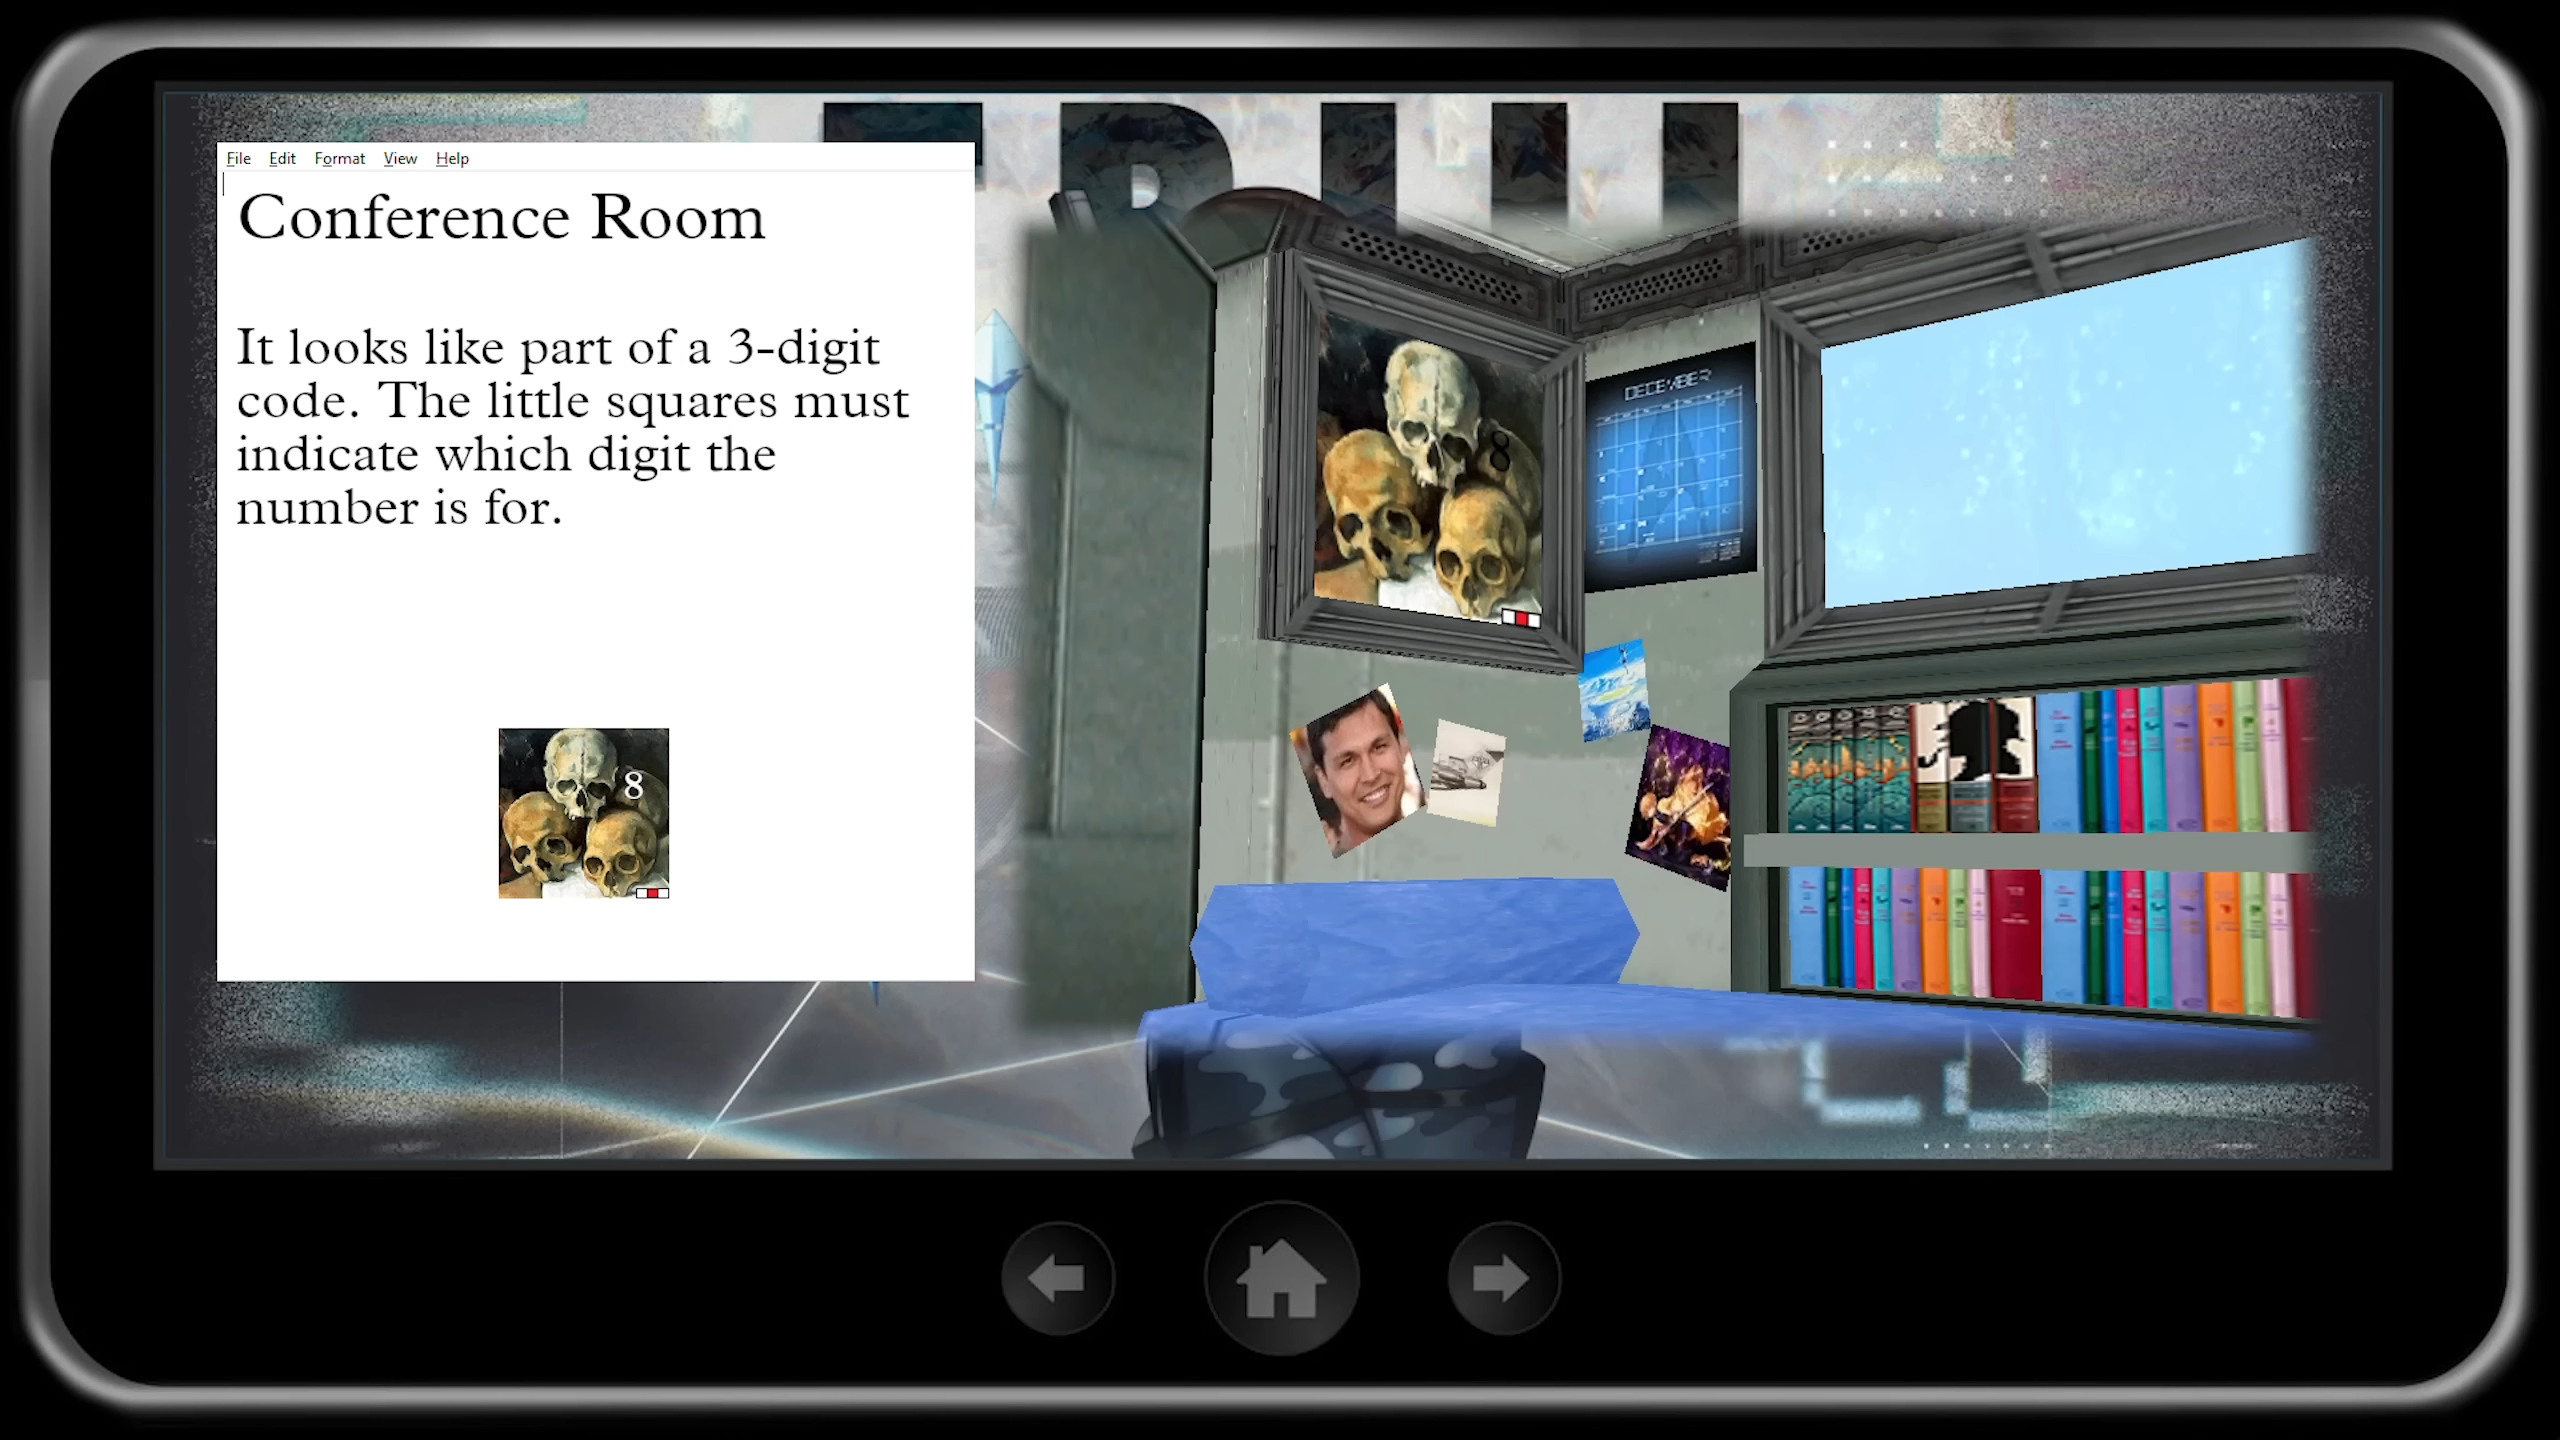 File Edit Format View Help
Conference Room
It looks like part of a 3-digit
code. The little squares must
indicate which digit the
number is for.
8
8
DECEMBER